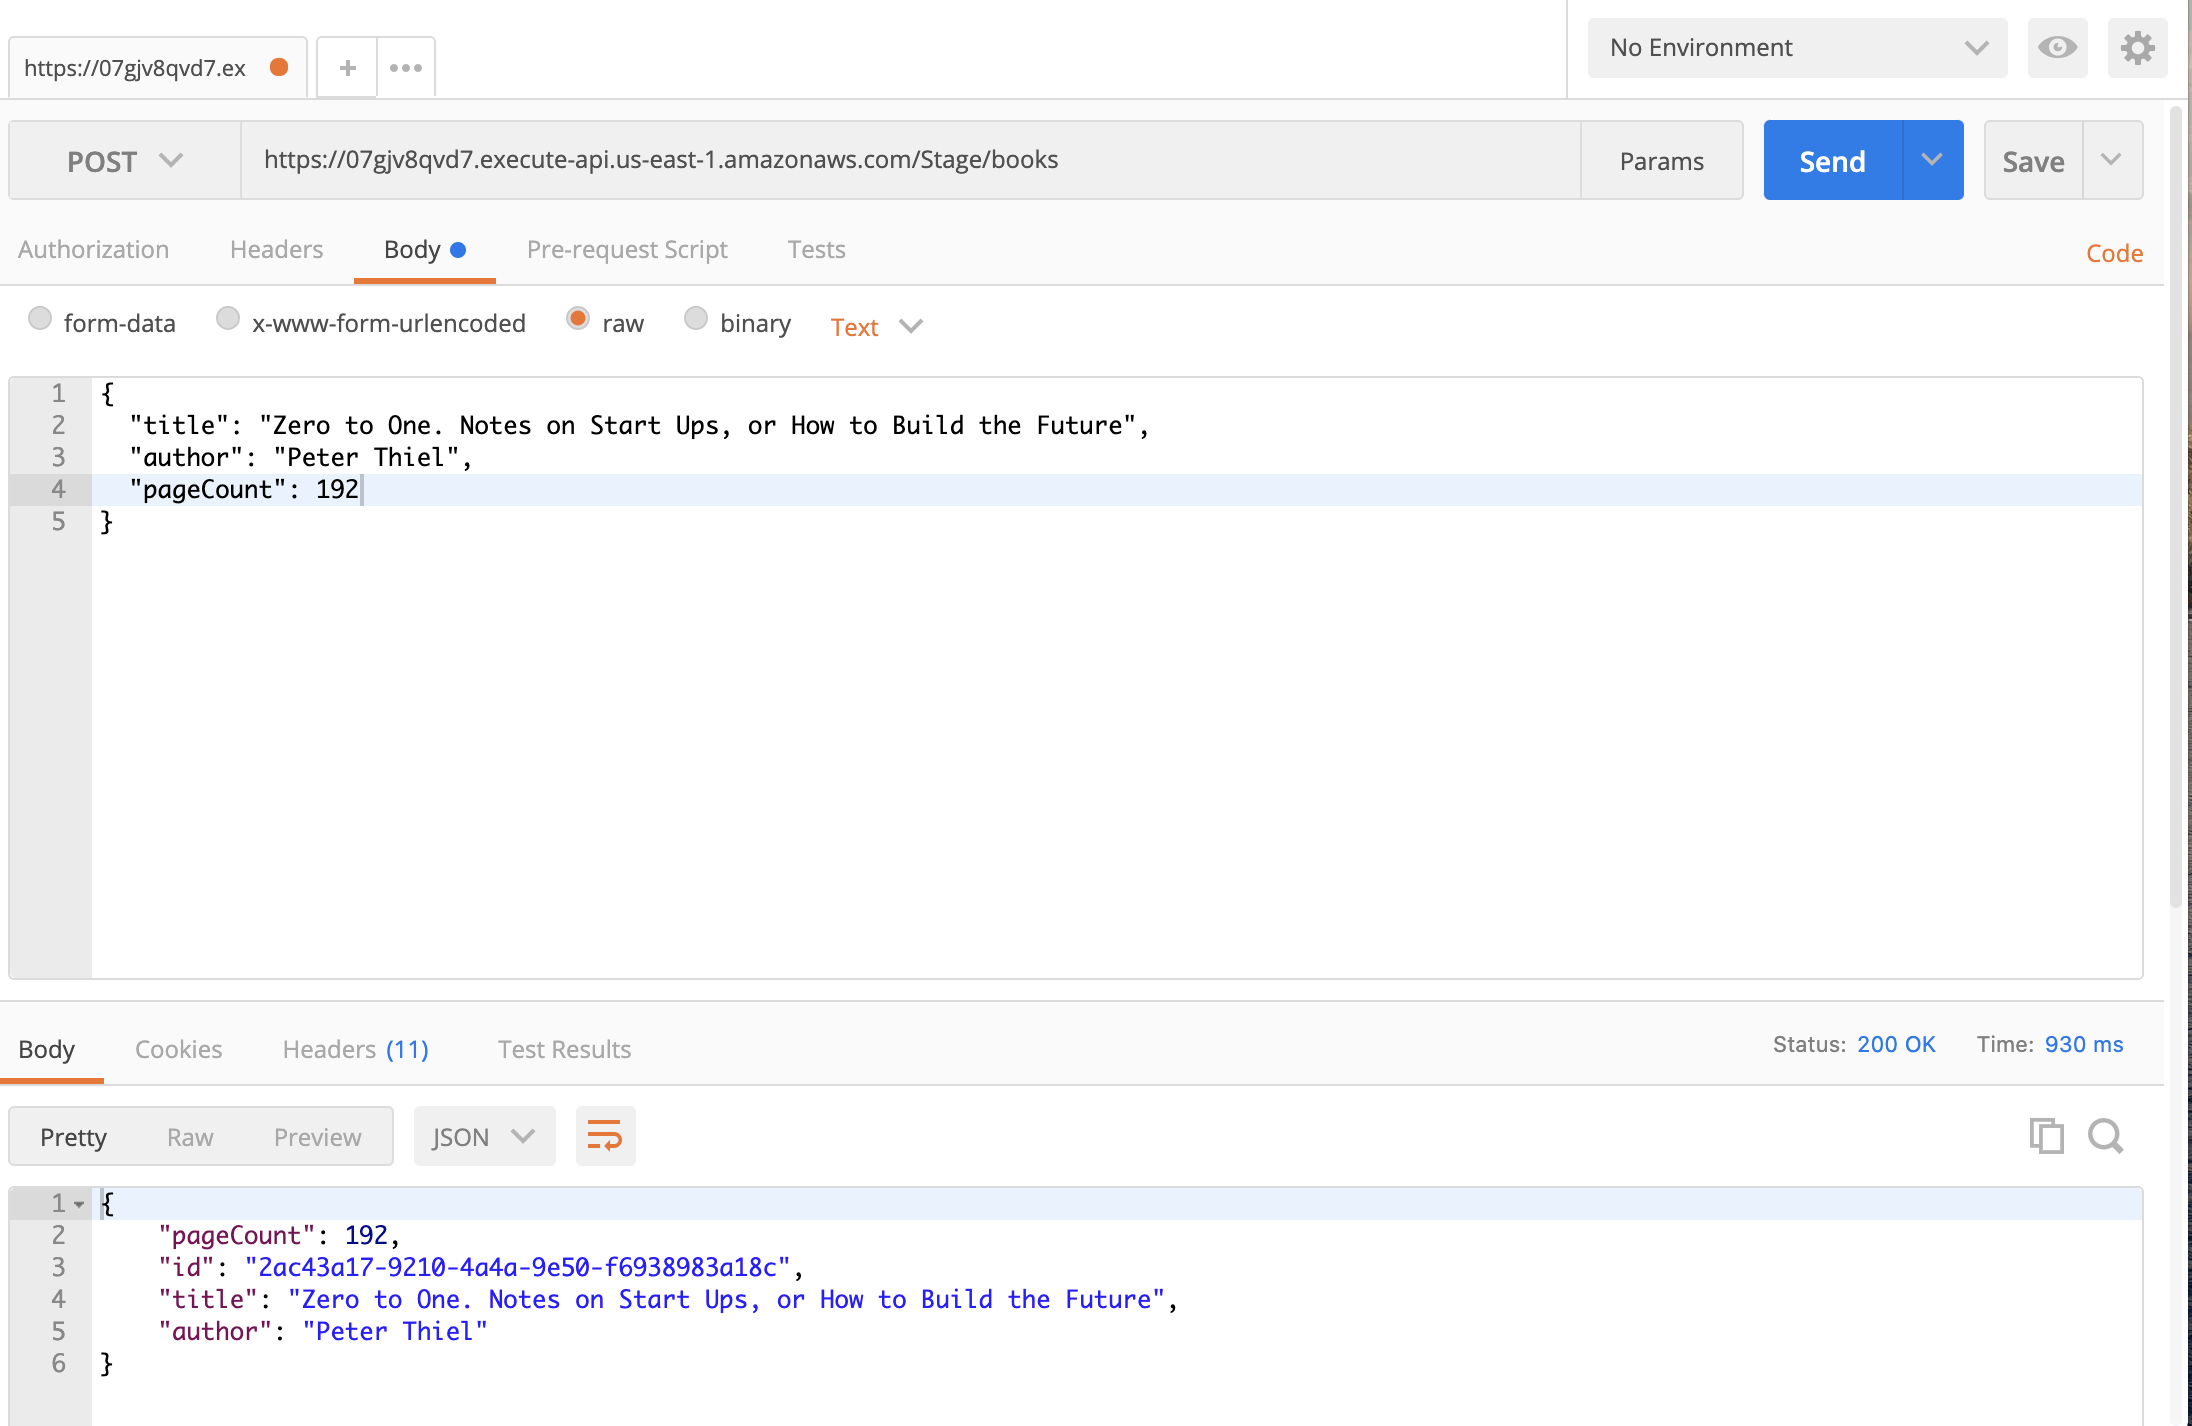 https://07gjv8qvd7.ex
No Environment
POST https://07gjv8qvd7.execute-api.us-east-1.amazonaws.com/Stage/books Params Send Save
Authorization Headers Body Pre-request Script Tests Code
form-data x-www-form-urlencoded raw binary Text
1 {
2 "title": "Zero to One. Notes on Start Ups, or How to Build the Future",
3 "author": "Peter Thiel",
4 "pageCount": 192
5 }
Body Cookies Headers (11) Test Results Status: 200 OK Time: 930 ms
Pretty Raw Preview JSON
1 {
2 "pageCount": 192,
3 "id": "2ac43a17-9210-4a4a-9e50-f6938983a18c",
4 "title": "Zero to One. Notes on Start Ups, or How to Build the Future",
5 "author": "Peter Thiel"
6 }